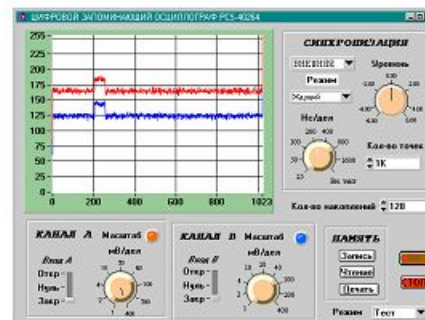 ЦИФРОВОЙ ЗАПОМИНАЮЩИЙ ОСЦИЛЛОГРАФ PCS-40264
255
225
200
175
150
125
100
75
50
25
0
0 200 400 600 800 1023
СИНХРОНИЗАЦИЯ
Уровень
Режим
Ждущий
Нс/дел
Кол-во точек
1K
Кол-во накоплений 128
КАНАЛ A Масштаб
мВ/дел
Вход A
Откр
Нуль
Закр
КАНАЛ B Масштаб
мВ/дел
Вход B
Откр
Нуль
Закр
ПАМЯТЬ
Запись
Чтение
Печать
СТОП
Режим Тест